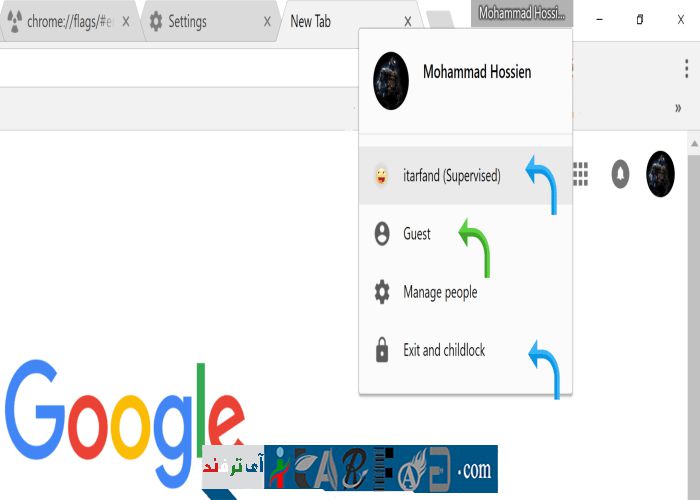 chrome://flags/#e
Settings
New Tab
Mohammad Hossi...
Mohammad Hossien
itarfand (Supervised)
Guest
Manage people
Exit and childlock
Google
آی ترفند
ITARFAND.com